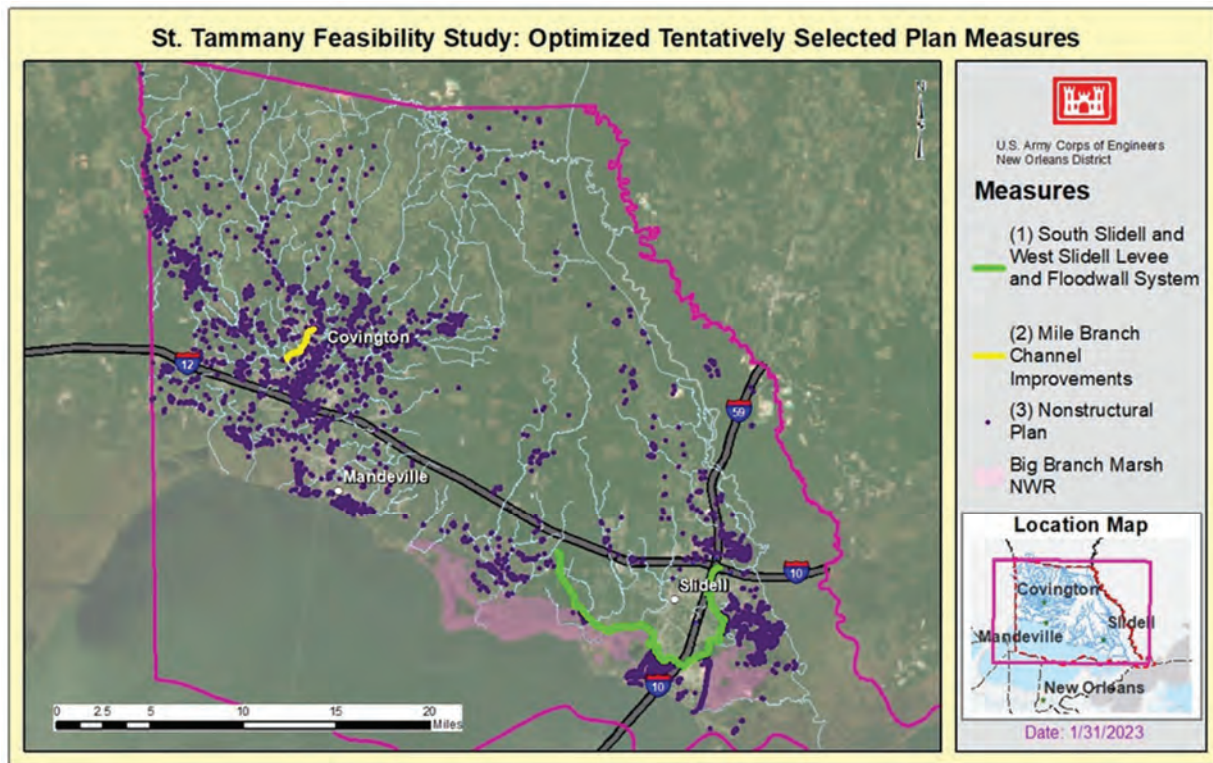 St. Tammany Feasibility Study: Optimized Tentatively Selected Plan Measures
N
12
Covington
59
Mandeville
10
Slidell
10
0 2.5 5 10 15 20
Miles
U.S. Army Corps of Engineers
New Orleans District
Measures
(1) South Slidell and
West Slidell Levee
and Floodwall System
(2) Mile Branch
Channel
Improvements
(3) Nonstructural
Plan
Big Branch Marsh
NWR
Location Map
Covington
Slidell
Mandeville
New Orleans
Date: 1/31/2023